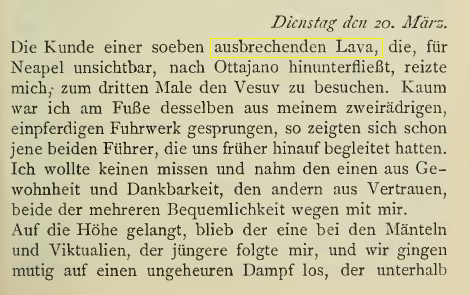 Dienstag den 20. März.
Die Kunde einer soeben ausbrechenden Lava, die, für
Neapel unsichtbar, nach Ottajano hinunterfließt, reizte
mich, zum dritten Male den Vesuv zu besuchen. Kaum
war ich am Fuße desselben aus meinem zweirädrigen,
einpferdigen Fuhrwerk gesprungen, so zeigten sich schon
jene beiden Führer, die uns früher hinauf begleitet hatten.
Ich wollte keinen missen und nahm den einen aus Ge-
wohnheit und Dankbarkeit, den andern aus Vertrauen,
beide der mehreren Bequemlichkeit wegen mit mir.
Auf die Höhe gelangt, blieb der eine bei den Mänteln
und Viktualien, der jüngere folgte mir, und wir gingen
mutig auf einen ungeheuren Dampf los, der unterhalb